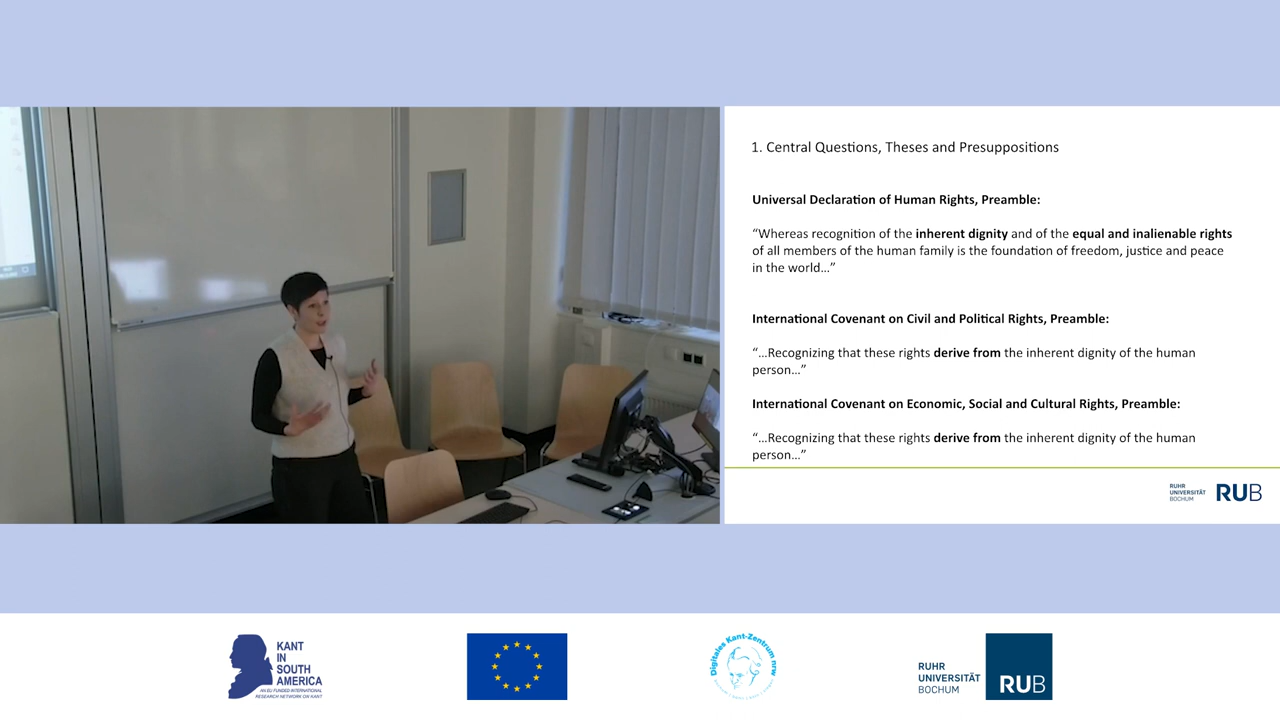 1. Central Questions, Theses and Presuppositions
Universal Declaration of Human Rights, Preamble:
“Whereas recognition of the inherent dignity and of the equal and inalienable rights
of all members of the human family is the foundation of freedom, justice and peace
in the world…”
International Covenant on Civil and Political Rights, Preamble:
“…Recognizing that these rights derive from the inherent dignity of the human
person…”
International Covenant on Economic, Social and Cultural Rights, Preamble:
“…Recognizing that these rights derive from the inherent dignity of the human
person…”
RUHR
UNIVERSITÄT
BOCHUM
RUB
KANT
IN
SOUTH
AMERICA
AN EU FUNDED INTERNATIONAL
RESEARCH NETWORK ON KANT
Digitales Kant-Zentrum nrw
RUHR
UNIVERSITÄT
BOCHUM
RUB